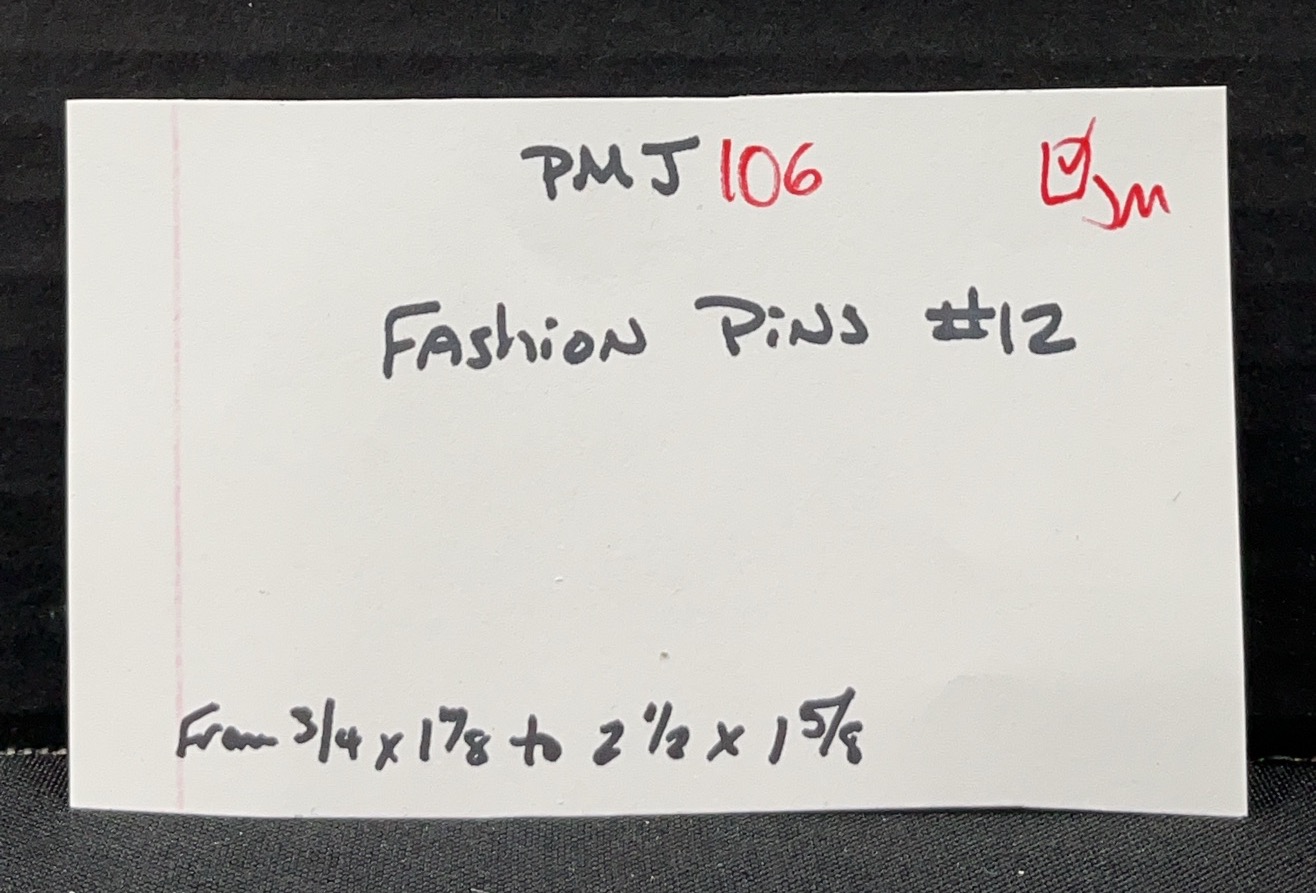 PMJ 106 ☑ JM
FAshioN PiNs #12
From 3/4 x 1 7/8 to 2 1/2 x 1 5/8